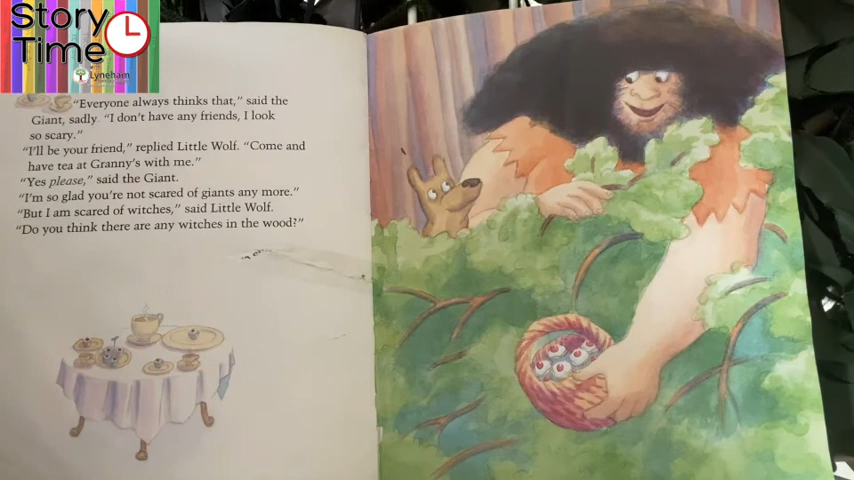 Story
Time
Lyneham
"Everyone always thinks that," said the
Giant, sadly. "I don't have any friends, I look
so scary."
"I'll be your friend," replied Little Wolf. "Come and
have tea at Granny's with me."
"Yes please," said the Giant.
"I'm so glad you're not scared of giants any more."
"But I am scared of witches," said Little Wolf.
"Do you think there are any witches in the wood?"